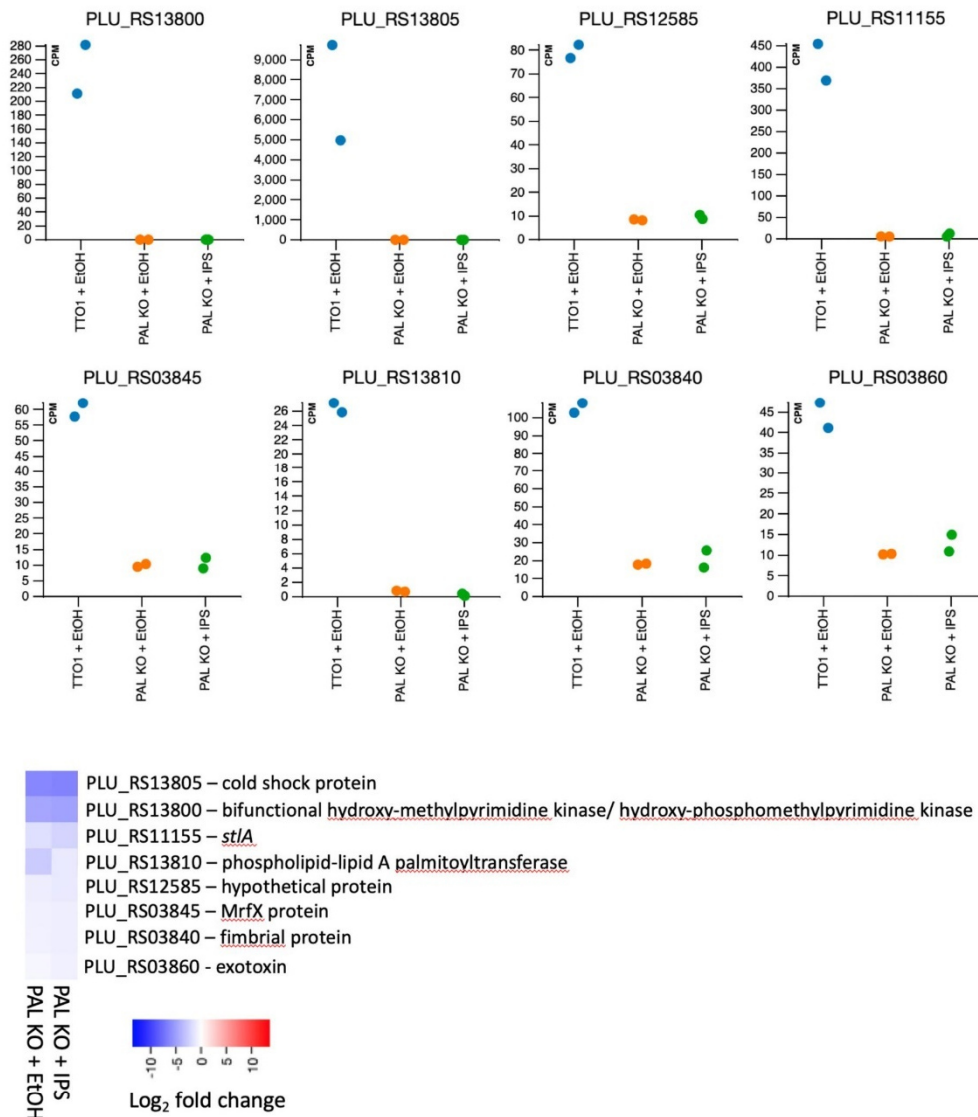 PLU_RS13800
PLU_RS13805
PLU_RS12585
PLU_RS11155
280
260
240
220
200
180
160
140
120
100
80
60
40
20
0
CPM
9,000
8,000
7,000
6,000
5,000
4,000
3,000
2,000
1,000
0
CPM
80
70
60
50
40
30
20
10
0
CPM
450
400
350
300
250
200
150
100
50
0
CPM
TTO1 + EtOH
PAL KO + EtOH
PAL KO + IPS
TTO1 + EtOH
PAL KO + EtOH
PAL KO + IPS
TTO1 + EtOH
PAL KO + EtOH
PAL KO + IPS
TTO1 + EtOH
PAL KO + EtOH
PAL KO + IPS
PLU_RS03845
PLU_RS13810
PLU_RS03840
PLU_RS03860
60
55
50
45
40
35
30
25
20
15
10
5
0
CPM
26
24
22
20
18
16
14
12
10
8
6
4
2
0
CPM
100
90
80
70
60
50
40
30
20
10
0
CPM
45
40
35
30
25
20
15
10
5
0
CPM
TTO1 + EtOH
PAL KO + EtOH
PAL KO + IPS
TTO1 + EtOH
PAL KO + EtOH
PAL KO + IPS
TTO1 + EtOH
PAL KO + EtOH
PAL KO + IPS
TTO1 + EtOH
PAL KO + EtOH
PAL KO + IPS
PLU_RS13805 – cold shock protein
PLU_RS13800 – bifunctional hydroxy-methylpyrimidine kinase/ hydroxy-phosphomethylpyrimidine kinase
PLU_RS11155 – stlA
PLU_RS13810 – phospholipid-lipid A palmitoyltransferase
PLU_RS12585 – hypothetical protein
PLU_RS03845 – MrfX protein
PLU_RS03840 – fimbrial protein
PLU_RS03860 - exotoxin
PAL KO + EtOH
PAL KO + IPS
-10
-5
0
5
10
Log2 fold change